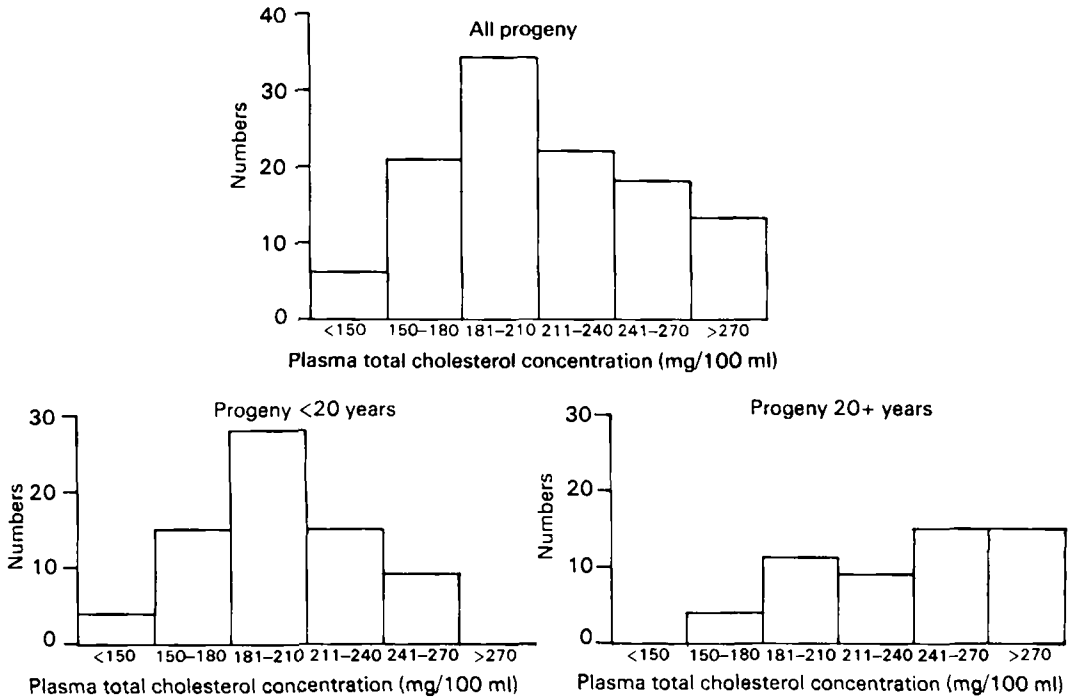 All progeny
40
30
20
10
0
Numbers
<150 150–180 181–210 211–240 241–270 >270
Plasma total cholesterol concentration (mg/100 ml)
Progeny <20 years
30
20
10
0
Numbers
<150 150–180 181–210 211–240 241–270 >270
Plasma total cholesterol concentration (mg/100 ml)
Progeny 20+ years
30
20
10
0
Numbers
<150 150–180 181–210 211–240 241–270 >270
Plasma total cholesterol concentration (mg/100 ml)